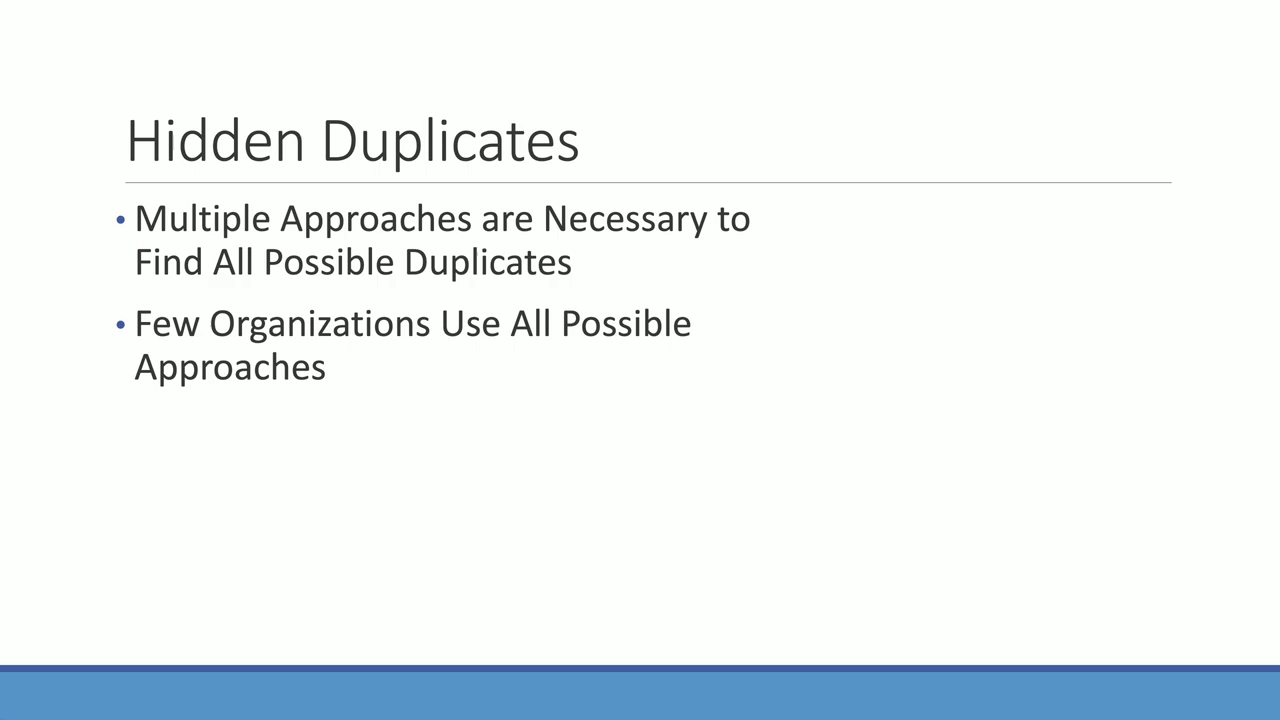 Hidden Duplicates
• Multiple Approaches are Necessary to
Find All Possible Duplicates
• Few Organizations Use All Possible
Approaches